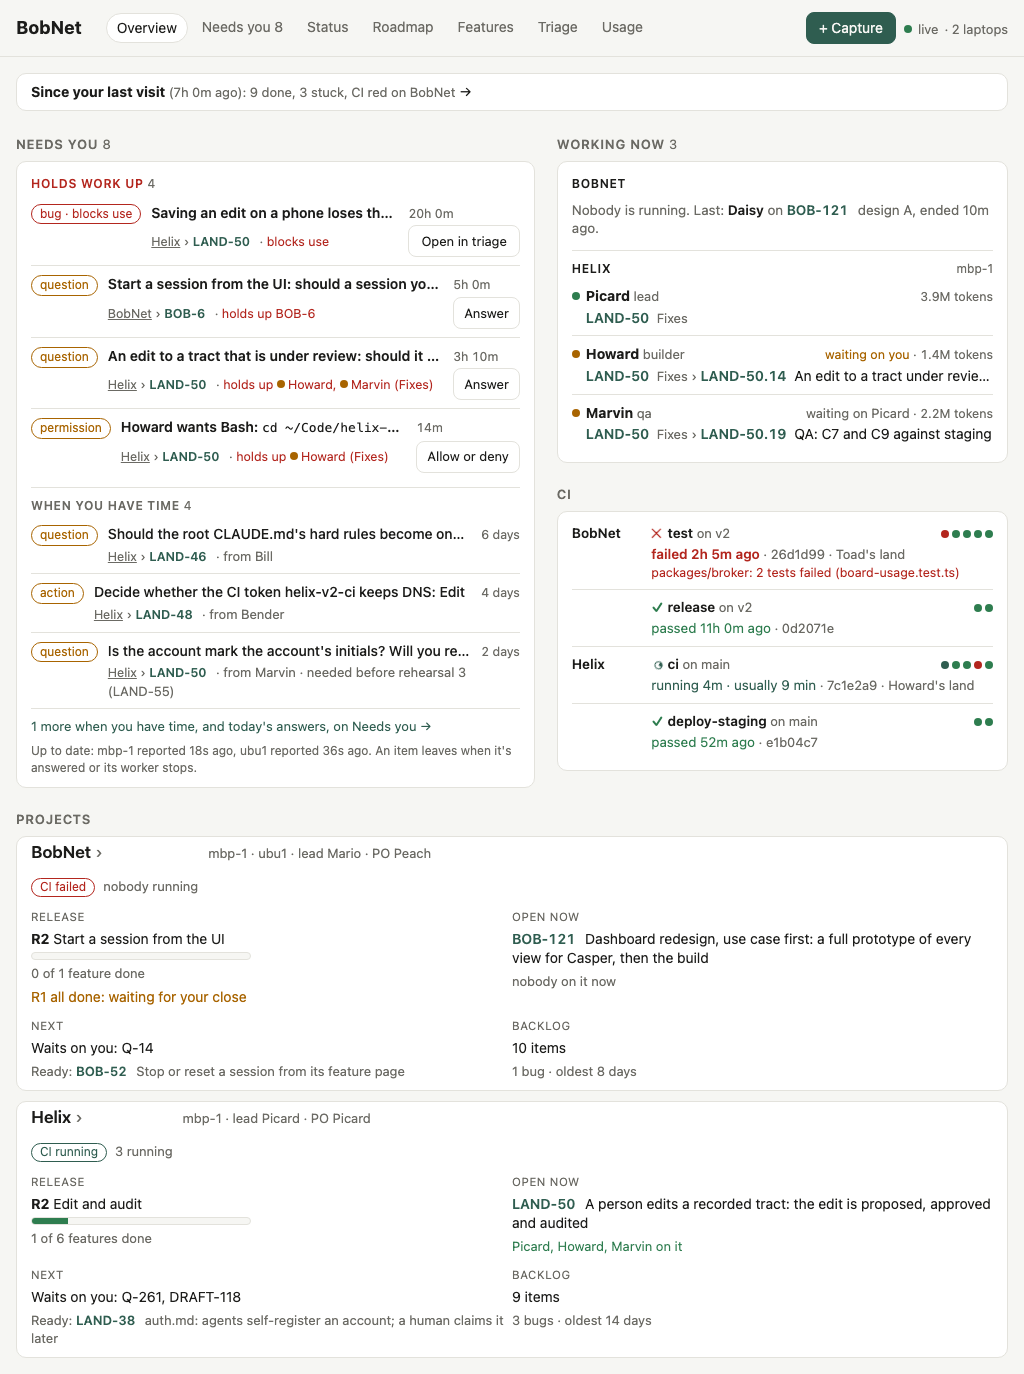 BobNet
Overview
Needs you 8
Status
Roadmap
Features
Triage
Usage
+ Capture
live · 2 laptops
Since your last visit (7h 0m ago): 9 done, 3 stuck, CI red on BobNet →
NEEDS YOU 8
HOLDS WORK UP 4
bug · blocks use Saving an edit on a phone loses th... 20h 0m
Helix › LAND-50 · blocks use Open in triage
question Start a session from the UI: should a session yo... 5h 0m
BobNet › BOB-6 · holds up BOB-6 Answer
question An edit to a tract that is under review: should it ... 3h 10m
Helix › LAND-50 · holds up Howard, Marvin (Fixes) Answer
permission Howard wants Bash: cd ~/Code/helix-... 14m
Helix › LAND-50 · holds up Howard (Fixes) Allow or deny
WHEN YOU HAVE TIME 4
question Should the root CLAUDE.md's hard rules become on... 6 days
Helix › LAND-46 · from Bill
action Decide whether the CI token helix-v2-ci keeps DNS: Edit 4 days
Helix › LAND-48 · from Bender
question Is the account mark the account's initials? Will you re... 2 days
Helix › LAND-50 · from Marvin · needed before rehearsal 3
(LAND-55)
1 more when you have time, and today's answers, on Needs you →
Up to date: mbp-1 reported 18s ago, ubu1 reported 36s ago. An item leaves when it's
answered or its worker stops.
WORKING NOW 3
BOBNET
Nobody is running. Last: Daisy on BOB-121 design A, ended 10m
ago.
HELIX mbp-1
Picard lead 3.9M tokens
LAND-50 Fixes
Howard builder waiting on you · 1.4M tokens
LAND-50 Fixes › LAND-50.14 An edit to a tract under revie...
Marvin qa waiting on Picard · 2.2M tokens
LAND-50 Fixes › LAND-50.19 QA: C7 and C9 against staging
CI
BobNet ✕ test on v2
failed 2h 5m ago · 26d1d99 · Toad's land
packages/broker: 2 tests failed (board-usage.test.ts)
✓ release on v2
passed 11h 0m ago · 0d2071e
Helix ci on main
running 4m · usually 9 min · 7c1e2a9 · Howard's land
✓ deploy-staging on main
passed 52m ago · e1b04c7
PROJECTS
BobNet › mbp-1 · ubu1 · lead Mario · PO Peach
CI failed nobody running
RELEASE
R2 Start a session from the UI
0 of 1 feature done
R1 all done: waiting for your close
OPEN NOW
BOB-121 Dashboard redesign, use case first: a full prototype of every
view for Casper, then the build
nobody on it now
NEXT
Waits on you: Q-14
Ready: BOB-52 Stop or reset a session from its feature page
BACKLOG
10 items
1 bug · oldest 8 days
Helix › mbp-1 · lead Picard · PO Picard
CI running 3 running
RELEASE
R2 Edit and audit
1 of 6 features done
OPEN NOW
LAND-50 A person edits a recorded tract: the edit is proposed, approved
and audited
Picard, Howard, Marvin on it
NEXT
Waits on you: Q-261, DRAFT-118
Ready: LAND-38 auth.md: agents self-register an account; a human claims it
later
BACKLOG
9 items
3 bugs · oldest 14 days